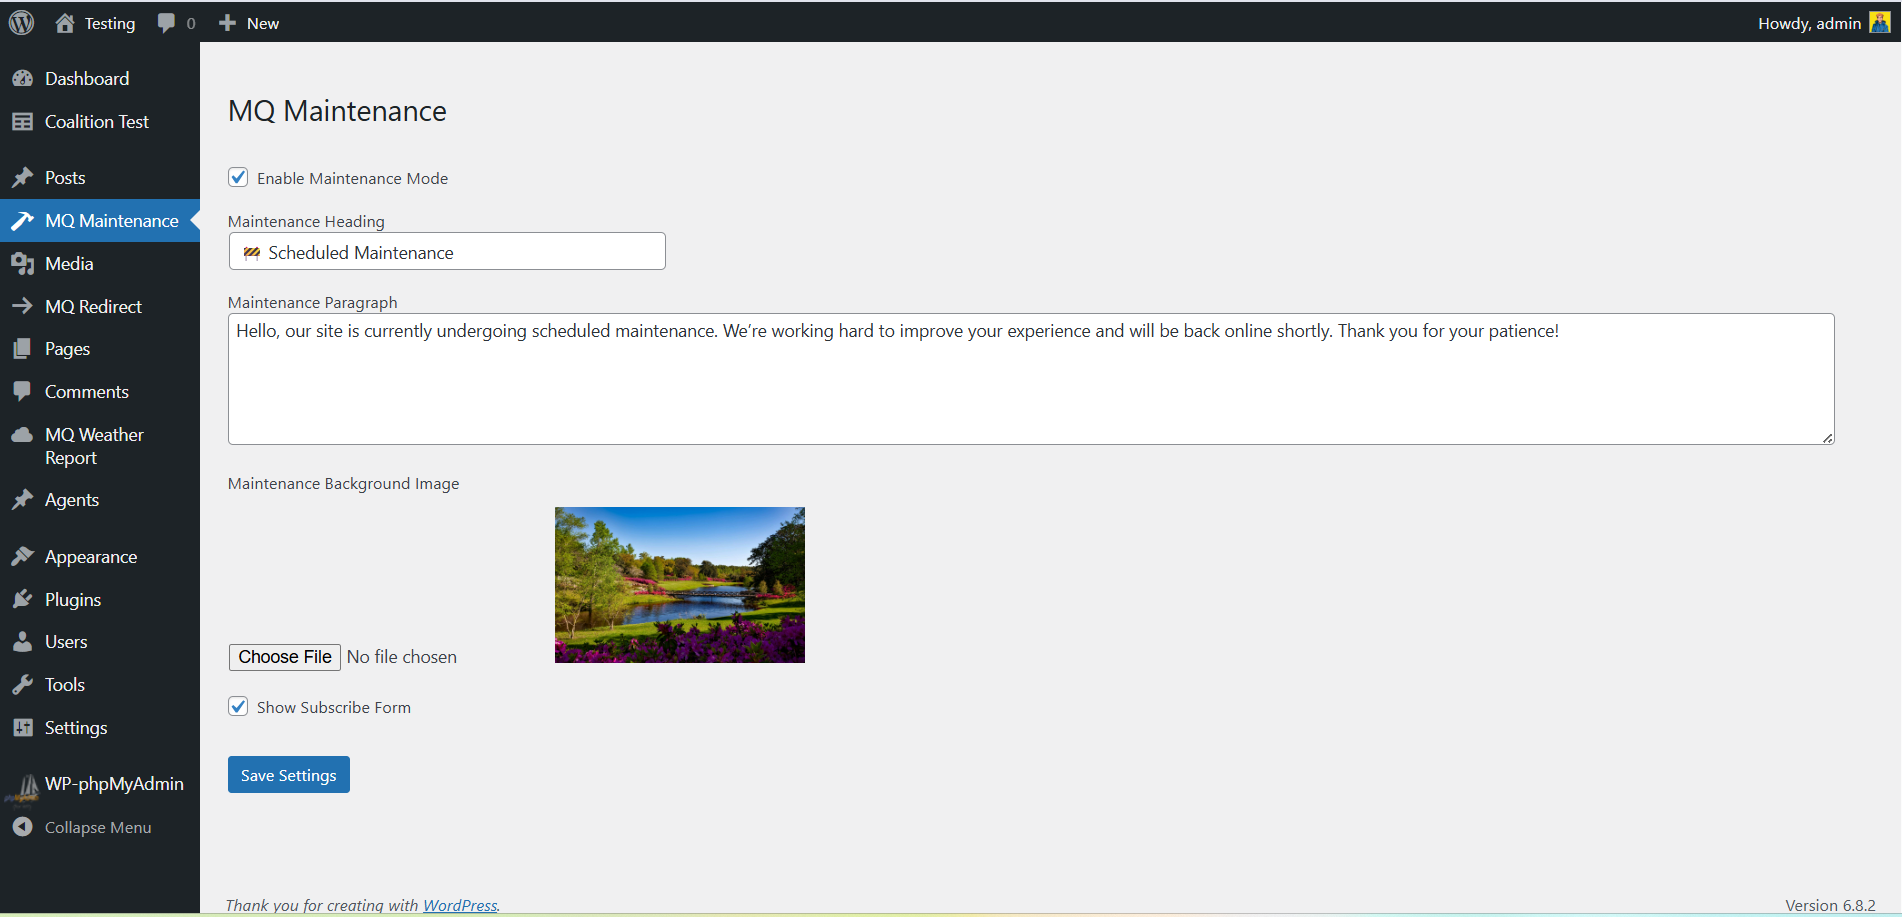 Testing
0
New
Howdy, admin
Dashboard
Coalition Test
Posts
MQ Maintenance
Media
MQ Redirect
Pages
Comments
MQ Weather
Report
Agents
Appearance
Plugins
Users
Tools
Settings
WP-phpMyAdmin
Collapse Menu
MQ Maintenance
Enable Maintenance Mode
Maintenance Heading
🚧 Scheduled Maintenance
Maintenance Paragraph
Hello, our site is currently undergoing scheduled maintenance. We’re working hard to improve your experience and will be back online shortly. Thank you for your patience!
Maintenance Background Image
Choose File No file chosen
Show Subscribe Form
Save Settings
Thank you for creating with WordPress.
Version 6.8.2